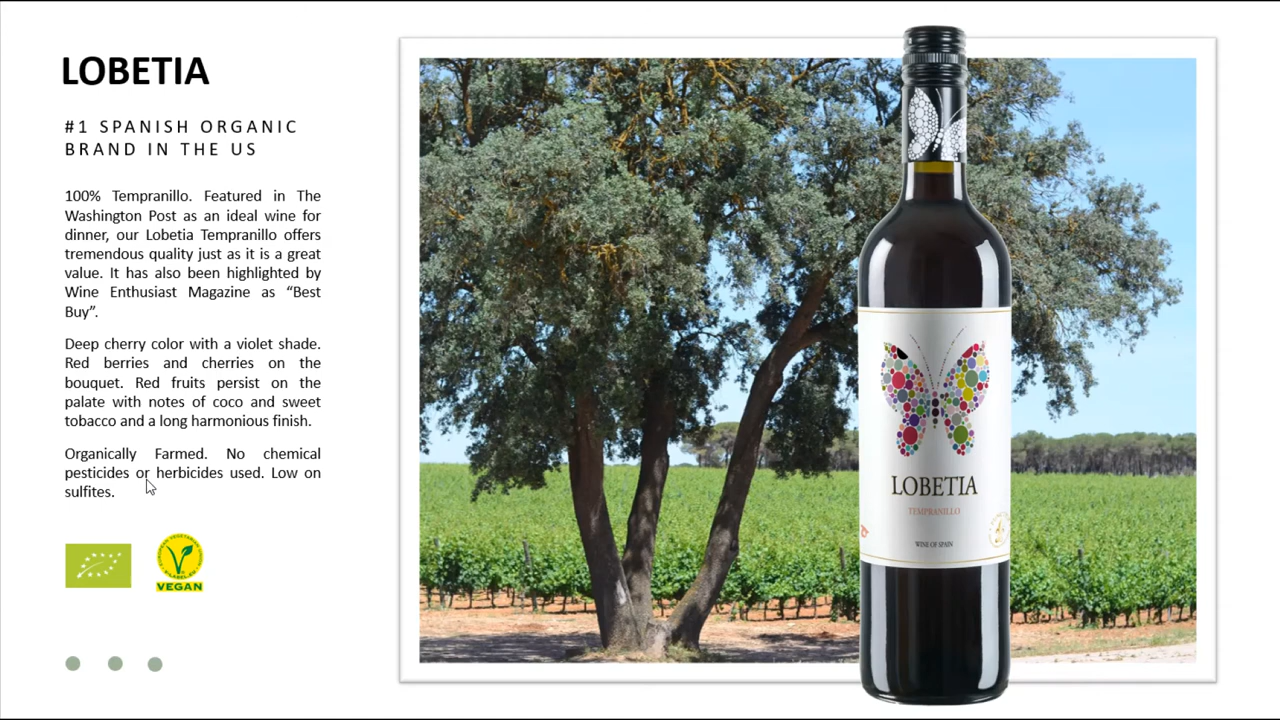 LOBETIA
#1 SPANISH ORGANIC
BRAND IN THE US
100% Tempranillo. Featured in The
Washington Post as an ideal wine for
dinner, our Lobetia Tempranillo offers
tremendous quality just as it is a great
value. It has also been highlighted by
Wine Enthusiast Magazine as “Best
Buy”.
Deep cherry color with a violet shade.
Red berries and cherries on the
bouquet. Red fruits persist on the
palate with notes of coco and sweet
tobacco and a long harmonious finish.
Organically Farmed. No chemical
pesticides or herbicides used. Low on
sulfites.
VEGAN
LOBETIA
TEMPRANILLO
WINE OF SPAIN